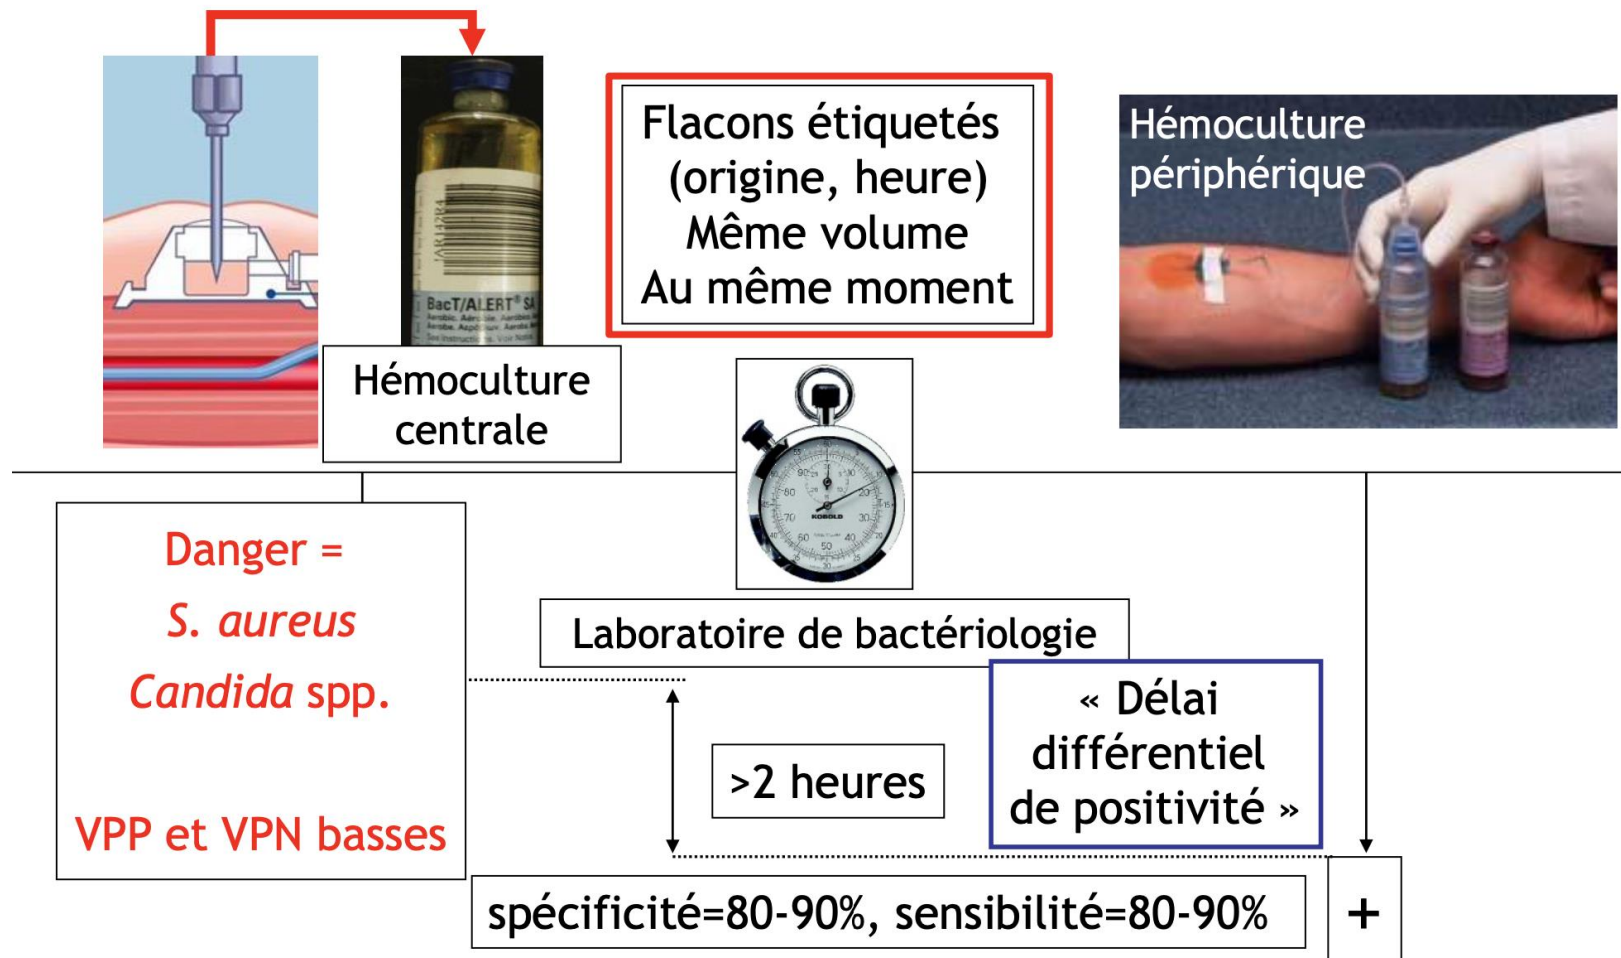 Flacons étiquetés
(origine, heure)
Même volume
Au même moment
Hémoculture
périphérique
BacT/ALERT® SA
Hémoculture
centrale
KOBOLD
Danger =
S. aureus
Candida spp.
VPP et VPN basses
Laboratoire de bactériologie
>2 heures
« Délai
différentiel
de positivité »
spécificité=80-90%, sensibilité=80-90%
+